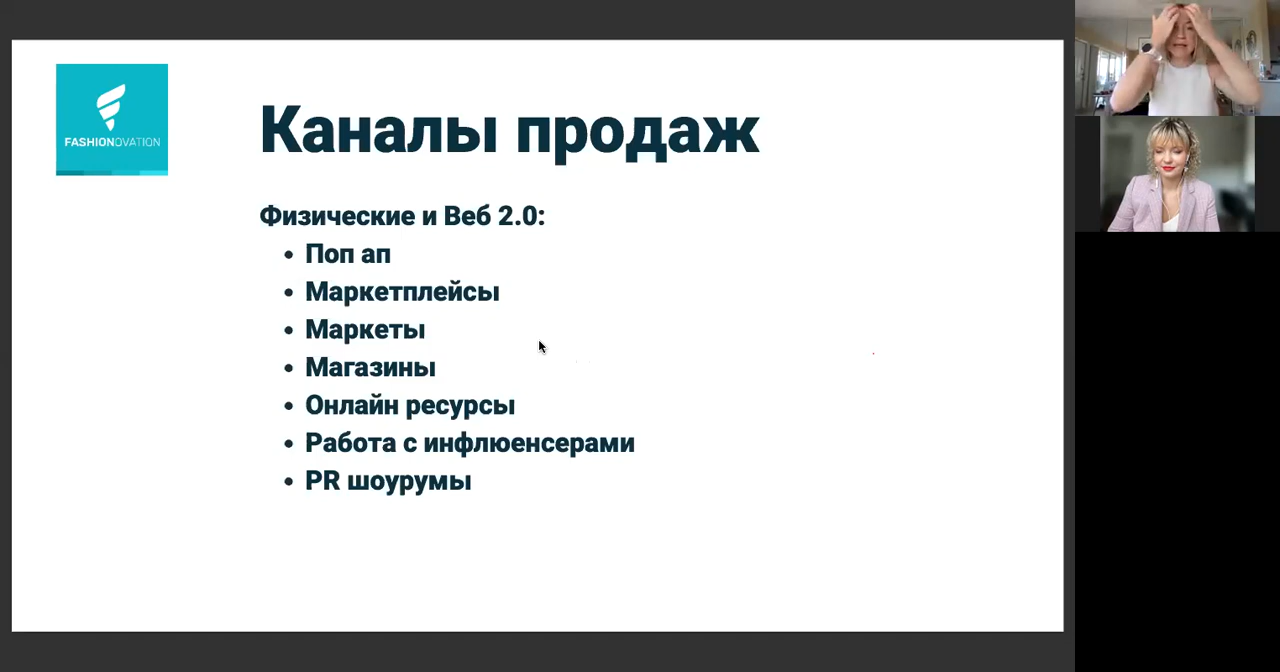 FASHIONOVATION
Каналы продаж
Физические и Веб 2.0:
• Поп ап
• Маркетплейсы
• Маркеты
• Магазины
• Онлайн ресурсы
• Работа с инфлюенсерами
• PR шоурумы